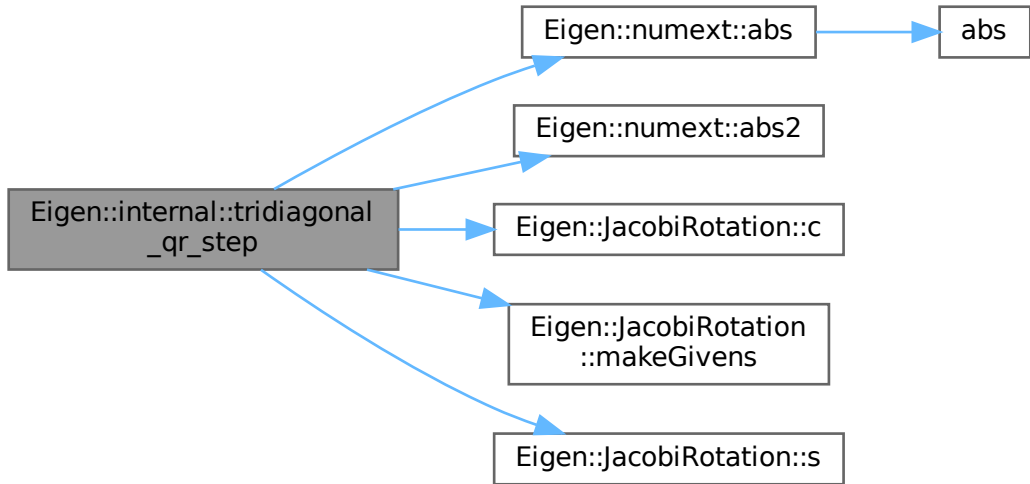 Eigen::numext::abs
abs
Eigen::numext::abs2
Eigen::internal::tridiagonal
_qr_step
Eigen::JacobiRotation::c
Eigen::JacobiRotation
::makeGivens
Eigen::JacobiRotation::s